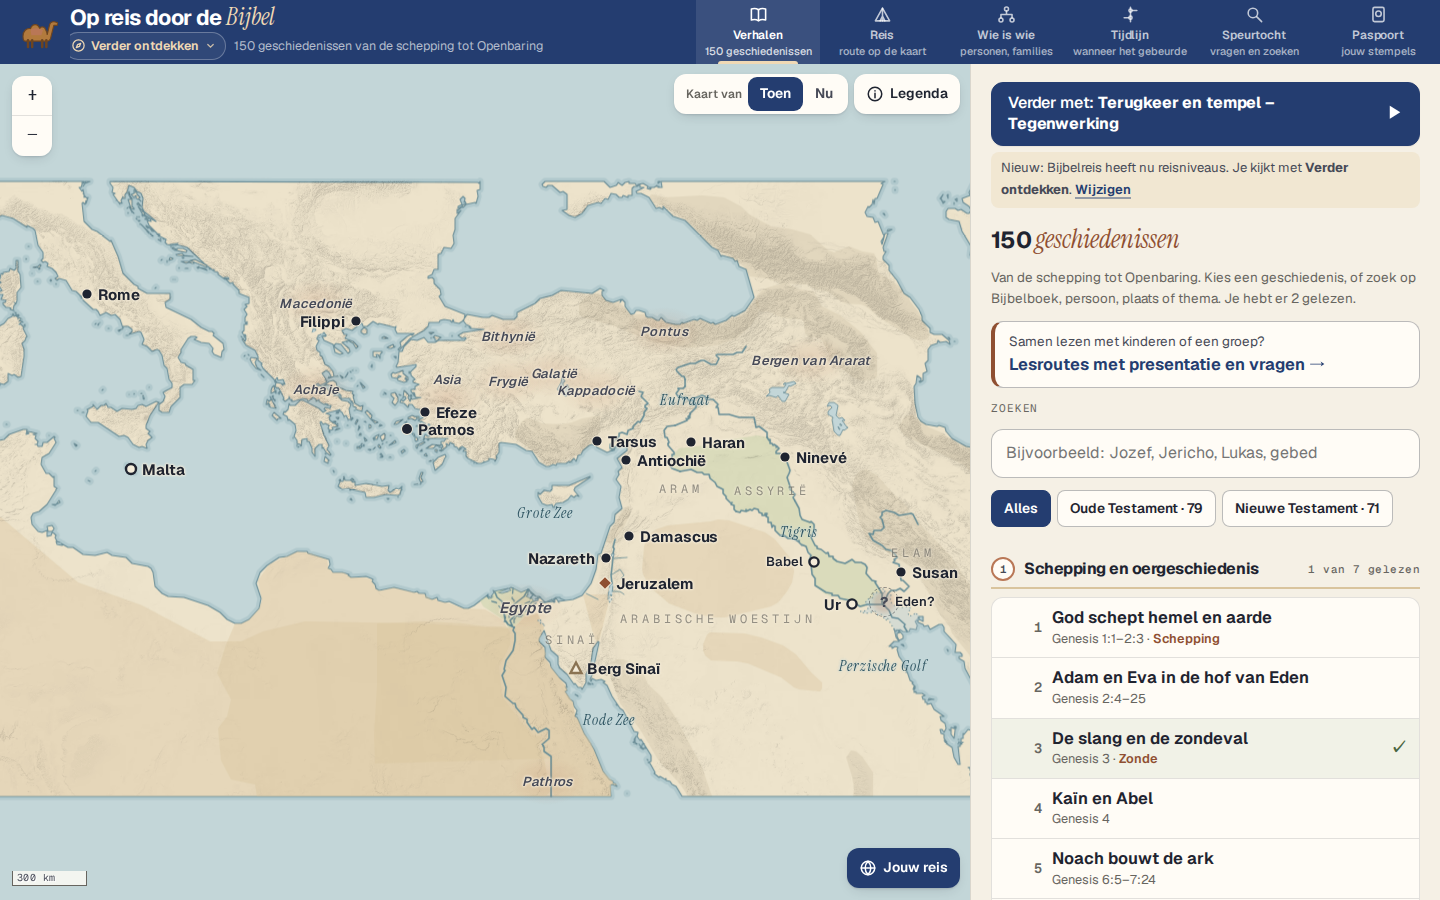 Op reis door de Bijbel
Verder ontdekken
150 geschiedenissen van de schepping tot Openbaring
Verhalen
150 geschiedenissen
Reis
route op de kaart
Wie is wie
personen, families
Tijdlijn
wanneer het gebeurde
Speurtocht
vragen en zoeken
Paspoort
jouw stempels
+
−
Kaart van Toen Nu
Legenda
Rome
Macedonië
Filippi
Bithynië
Pontus
Bergen van Ararat
Achaje
Asia
Frygië
Galatië
Kappadocië
Eufraat
Efeze
Patmos
Malta
Tarsus
Haran
Antiochië
Ninevé
ARAM
ASSYRIË
Grote Zee
Damascus
Tigris
Nazareth
Babel
ELAM
Susan
Jeruzalem
Egypte
Ur
? Eden?
ARABISCHE WOESTIJN
SINAÏ
Berg Sinaï
Perzische Golf
Rode Zee
Pathros
300 km
Jouw reis
Verder met: Terugkeer en tempel –
Tegenwerking
Nieuw: Bijbelreis heeft nu reisniveaus. Je kijkt met Verder
ontdekken. Wijzigen
150 geschiedenissen
Van de schepping tot Openbaring. Kies een geschiedenis, of zoek op
Bijbelboek, persoon, plaats of thema. Je hebt er 2 gelezen.
Samen lezen met kinderen of een groep?
Lesroutes met presentatie en vragen →
ZOEKEN
Bijvoorbeeld: Jozef, Jericho, Lukas, gebed
Alles
Oude Testament · 79
Nieuwe Testament · 71
1 Schepping en oergeschiedenis 1 van 7 gelezen
1 God schept hemel en aarde
Genesis 1:1–2:3 · Schepping
2 Adam en Eva in de hof van Eden
Genesis 2:4–25
3 De slang en de zondeval ✓
Genesis 3 · Zonde
4 Kaïn en Abel
Genesis 4
5 Noach bouwt de ark
Genesis 6:5–7:24